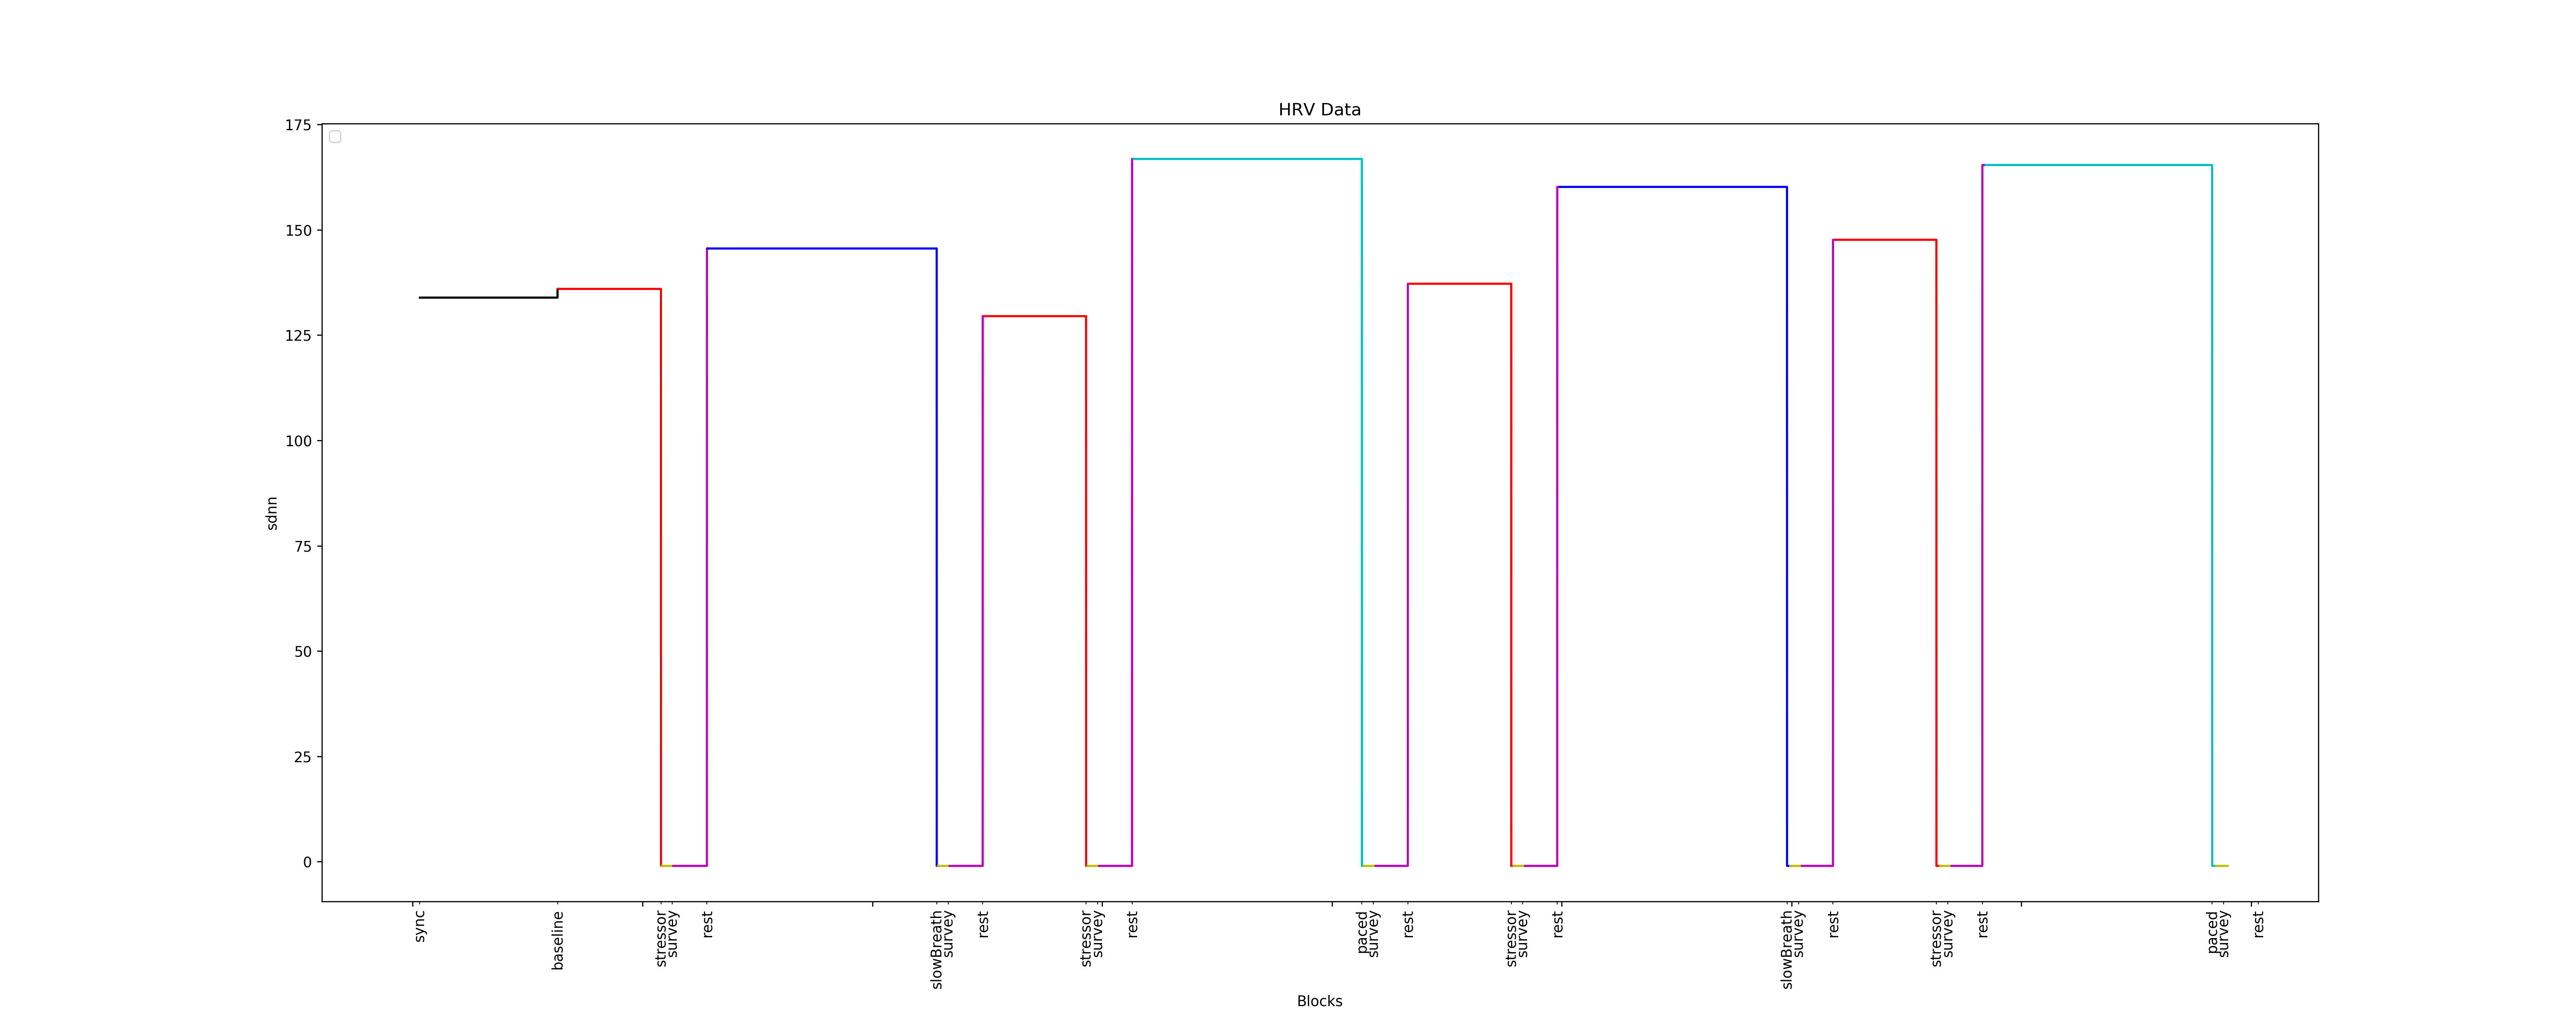 HRV Data
175
150
125
100
75
50
25
0
sdnn
sync
baseline
stressor
survey
rest
slowBreath
survey
rest
stressor
survey
rest
paced
survey
rest
stressor
survey
rest
slowBreath
survey
rest
stressor
survey
rest
paced
survey
rest
Blocks